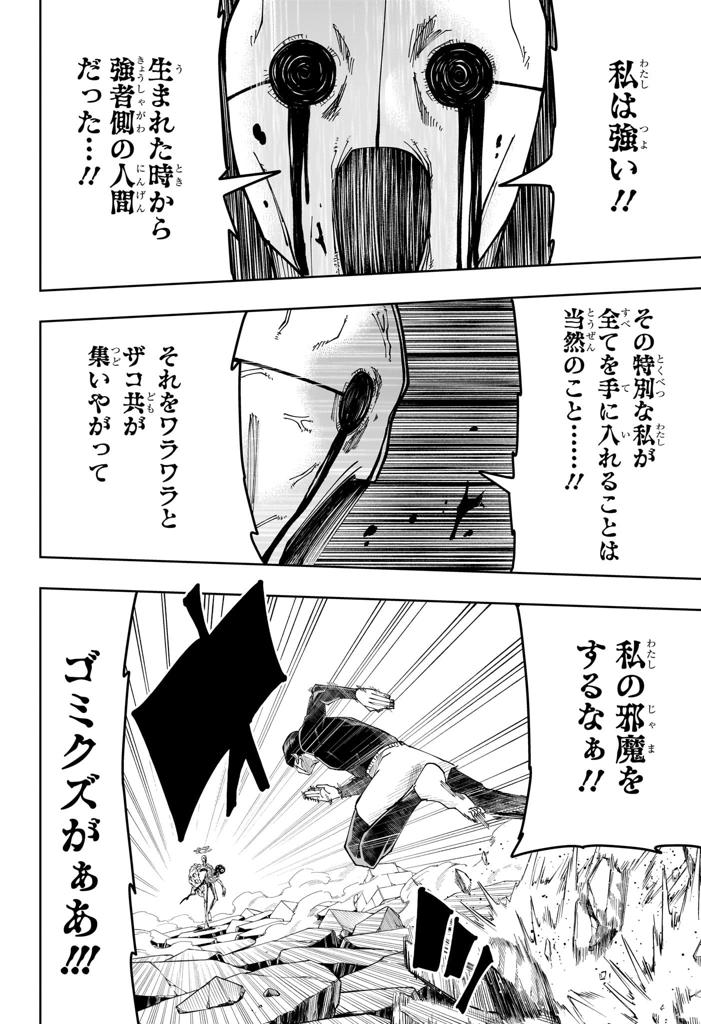 私は強い!!
生まれた時から
強者側の人間
だった…!!
その特別な私が
全てを手に入れることは
当然のこと……!!
それをワラワラと
ザコ共が
集いやがって
私の邪魔を
するなぁ!!
ゴミクズがぁあ!!!